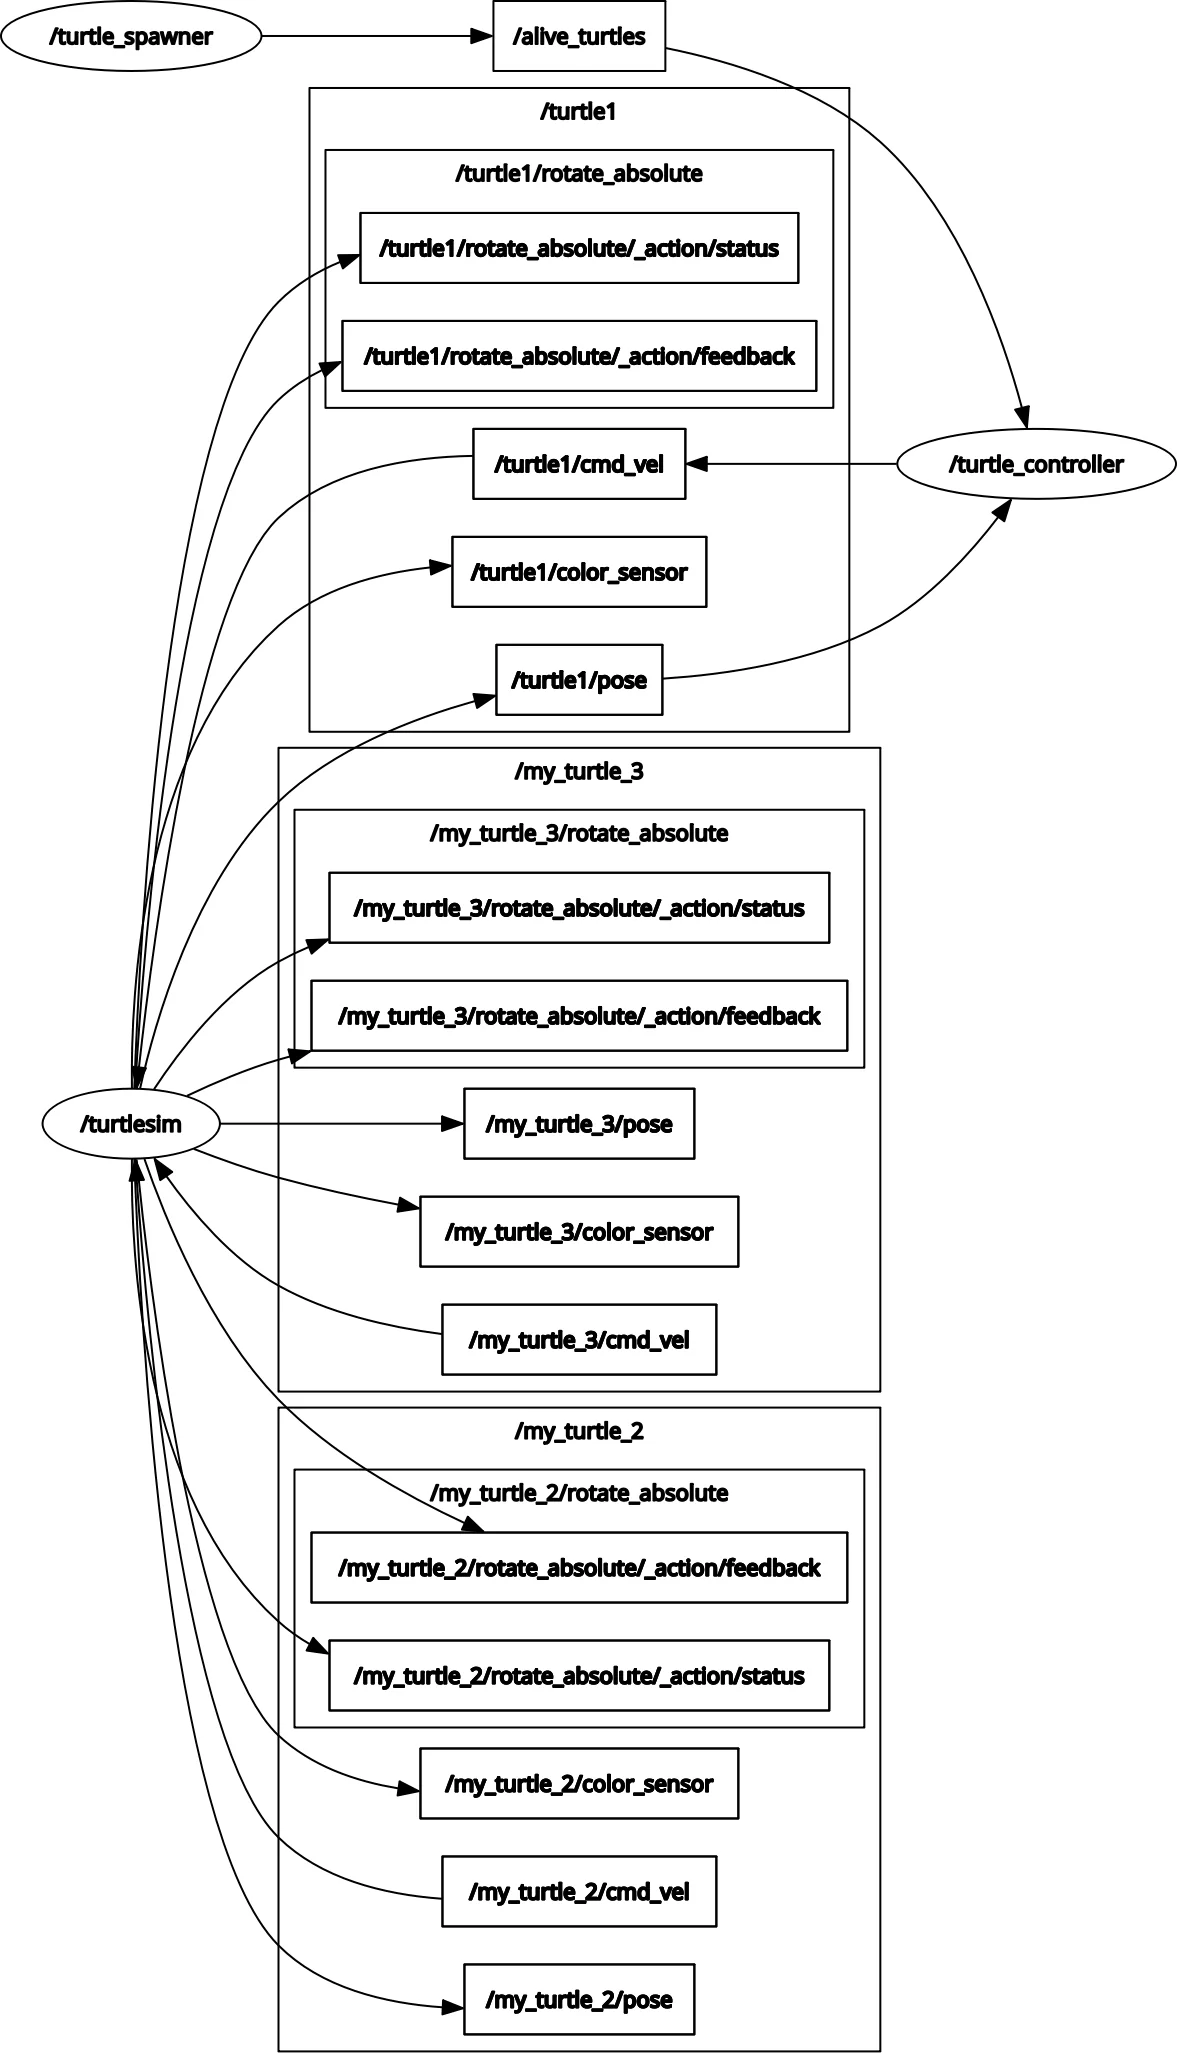 /turtle_spawner
/alive_turtles
/turtle1
/turtle1/rotate_absolute
/turtle1/rotate_absolute/_action/status
/turtle1/rotate_absolute/_action/feedback
/turtle1/cmd_vel
/turtle_controller
/turtle1/color_sensor
/turtle1/pose
/my_turtle_3
/my_turtle_3/rotate_absolute
/my_turtle_3/rotate_absolute/_action/status
/my_turtle_3/rotate_absolute/_action/feedback
/turtlesim
/my_turtle_3/pose
/my_turtle_3/color_sensor
/my_turtle_3/cmd_vel
/my_turtle_2
/my_turtle_2/rotate_absolute
/my_turtle_2/rotate_absolute/_action/feedback
/my_turtle_2/rotate_absolute/_action/status
/my_turtle_2/color_sensor
/my_turtle_2/cmd_vel
/my_turtle_2/pose